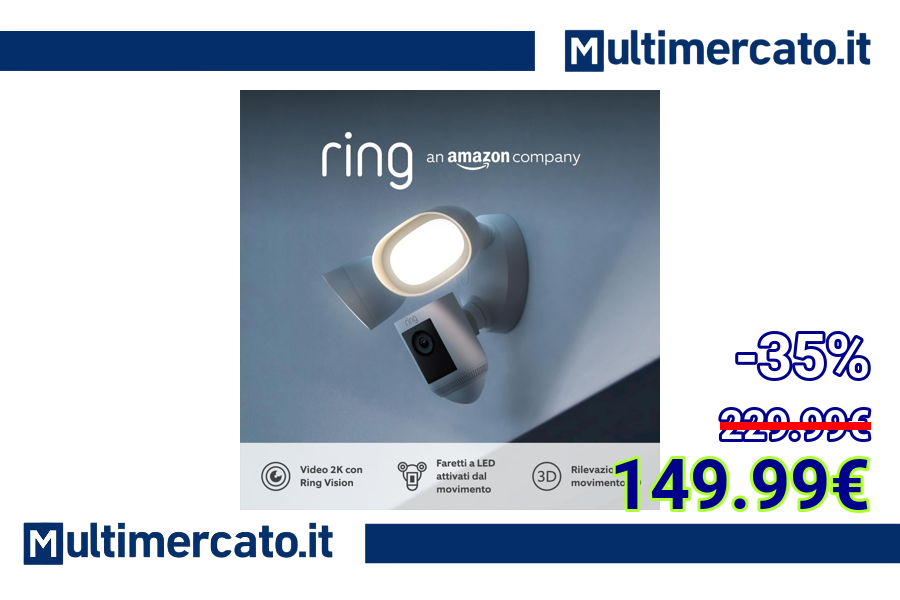 Multimercato.it
ring an amazon company
ring
-35%
229.99€
Video 2K con
Ring Vision
Faretti a LED
attivati dal
movimento
3D
movimento
149.99€
Multimercato.it